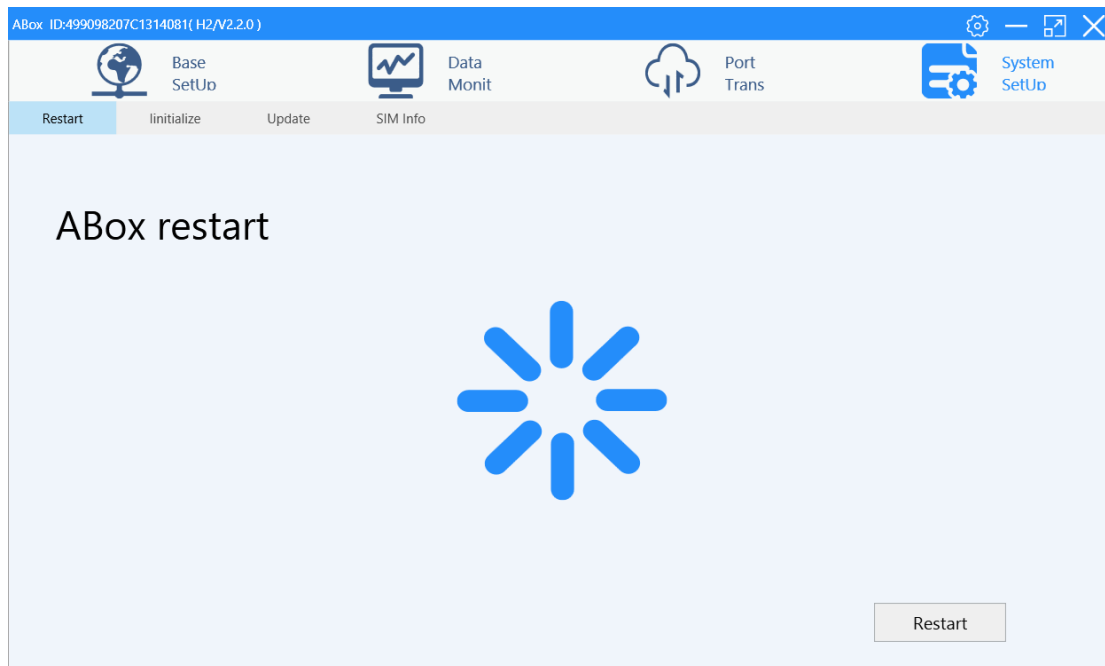 ABox ID:499098207C1314081( H2/V2.2.0 )
Base
SetUp
Data
Monit
Port
Trans
System
SetUp
Restart Iinitialize Update SIM Info
ABox restart
Restart